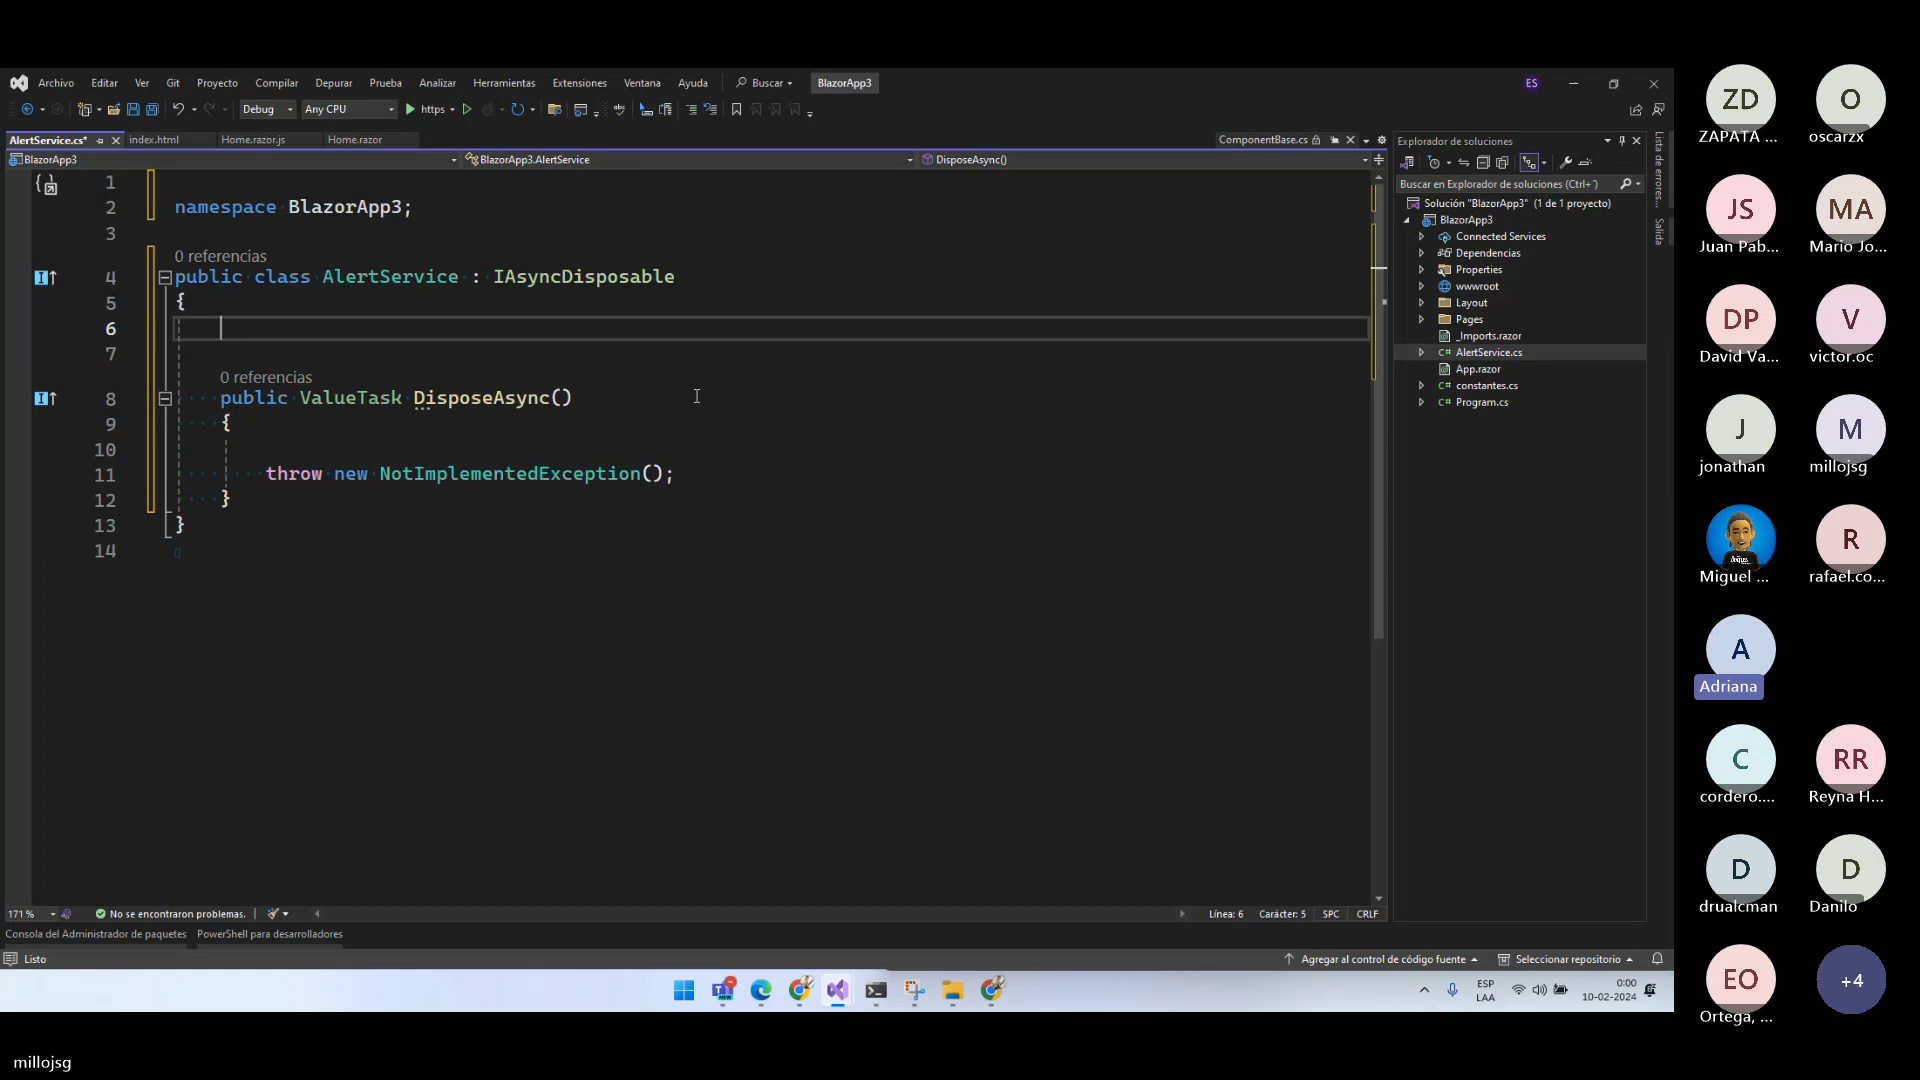 Archivo Editar Ver Git Proyecto Compilar Depurar Prueba Analizar Herramientas Extensiones Ventana Ayuda Buscar BlazorApp3 ES
Debug Any CPU https
AlertService.cs* index.html Home.razor.js Home.razor ComponentBase.cs
BlazorApp3 BlazorApp3.AlertService DisposeAsync()
1
2 namespace BlazorApp3;
3
0 referencias
4 public class AlertService : IAsyncDisposable
5 {
6
7
0 referencias
8 public ValueTask DisposeAsync()
9 {
10
11 throw new NotImplementedException();
12 }
13 }
14
171 % No se encontraron problemas. Línea: 6 Carácter: 5 SPC CRLF
Consola del Administrador de paquetes PowerShell para desarrolladores
Listo Agregar al control de código fuente Seleccionar repositorio
Explorador de soluciones
Buscar en Explorador de soluciones (Ctrl+´)
Solución "BlazorApp3" (1 de 1 proyecto)
BlazorApp3
Connected Services
Dependencias
Properties
wwwroot
Layout
Pages
_Imports.razor
AlertService.cs
App.razor
constantes.cs
Program.cs
Lista de errores...
Salida
NEW
ESP
LAA
0:00
10-02-2024
ZD
ZAPATA ...
O
oscarzx
JS
Juan Pab...
MA
Mario Jo...
DP
David Va...
V
victor.oc
J
jonathan
M
millojsg
Miguel ...
R
rafael.co...
A
Adriana
C
cordero....
RR
Reyna H...
D
drualcman
D
Danilo
EO
Ortega, ...
+4
millojsg